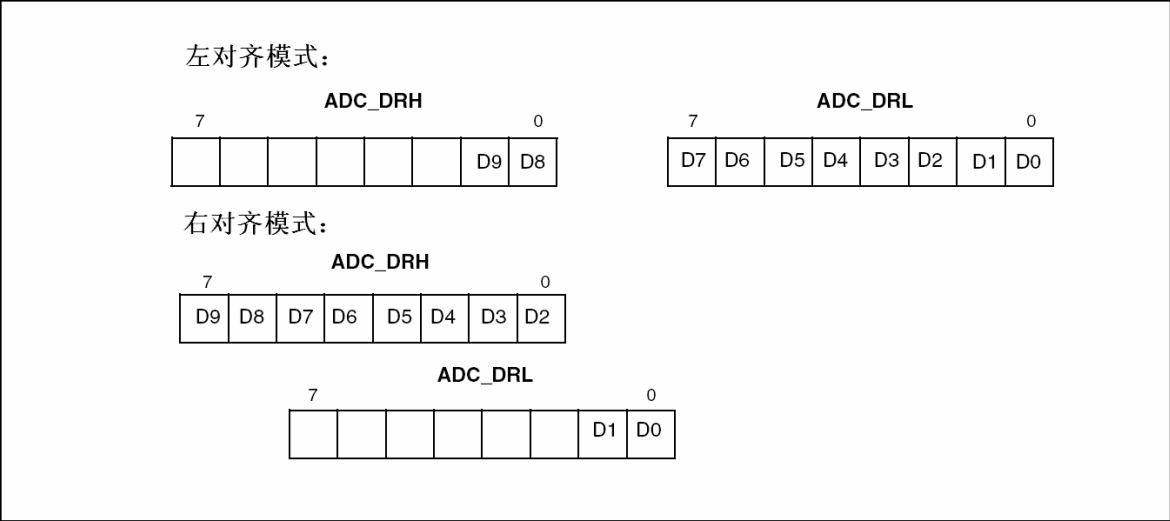 左对齐模式：
ADC_DRH ADC_DRL
7 0 7 0
D9 D8 D7 D6 D5 D4 D3 D2 D1 D0
右对齐模式：
ADC_DRH
7 0
D9 D8 D7 D6 D5 D4 D3 D2
ADC_DRL
7 0
D1 D0